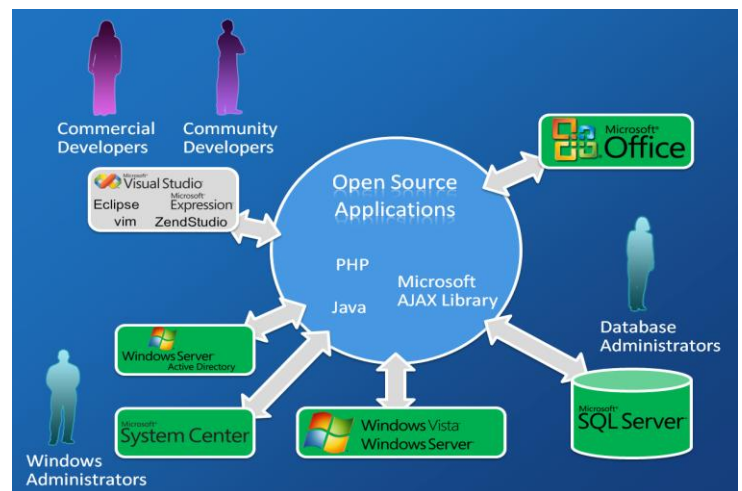 Commercial
Developers
Community
Developers
Microsoft®
Visual Studio®
Eclipse
Microsoft®
Expression®
vim
ZendStudio
Open Source
Applications
PHP
Java
Microsoft
AJAX Library
Microsoft®
Office
Database
Administrators
Windows Server®
Active Directory
Microsoft®
System Center
Windows Vista®
Windows Server®
Microsoft®
SQL Server®
Windows
Administrators